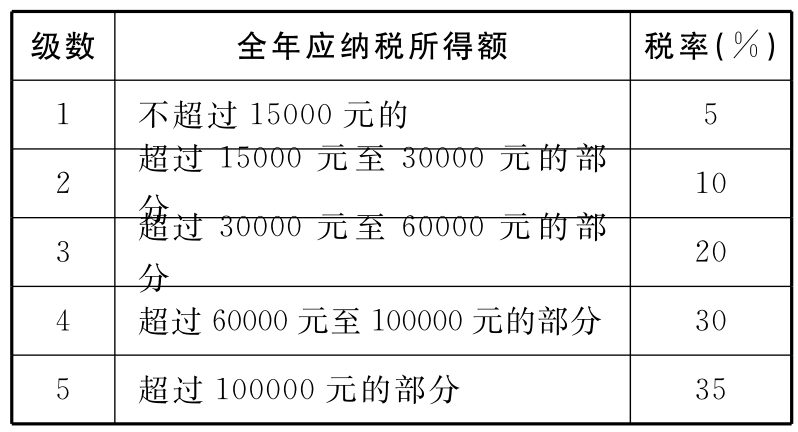 级数 全年应纳税所得额 税率(%)
1 不超过 15000 元的 5
2 超过 15000 元至 30000 元的部 10
分
3 超过 30000 元至 60000 元的部 20
分
4 超过 60000 元至 100000 元的部分 30
5 超过 100000 元的部分 35